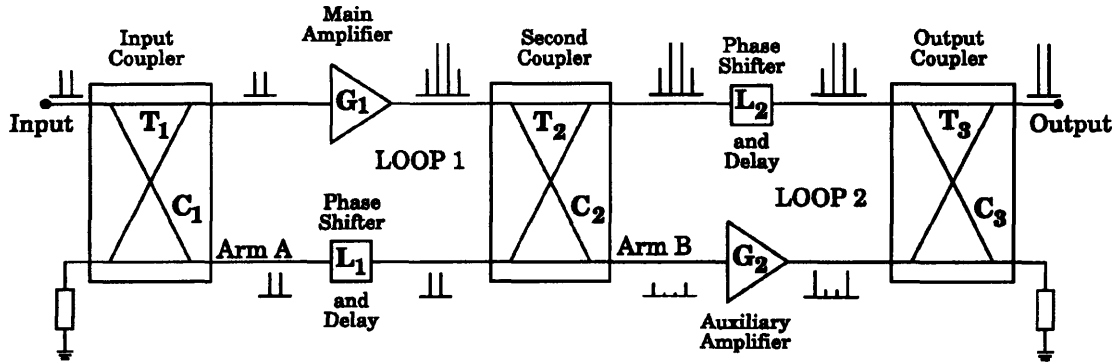 Main
Amplifier
Input
Coupler
Second
Coupler
Phase
Shifter
Output
Coupler
G1
L2
Input
T1
T2
T3
Output
LOOP 1
and
Delay
C1
Phase
Shifter
C2
LOOP 2
C3
Arm A
L1
Arm B
G2
and
Delay
Auxiliary
Amplifier